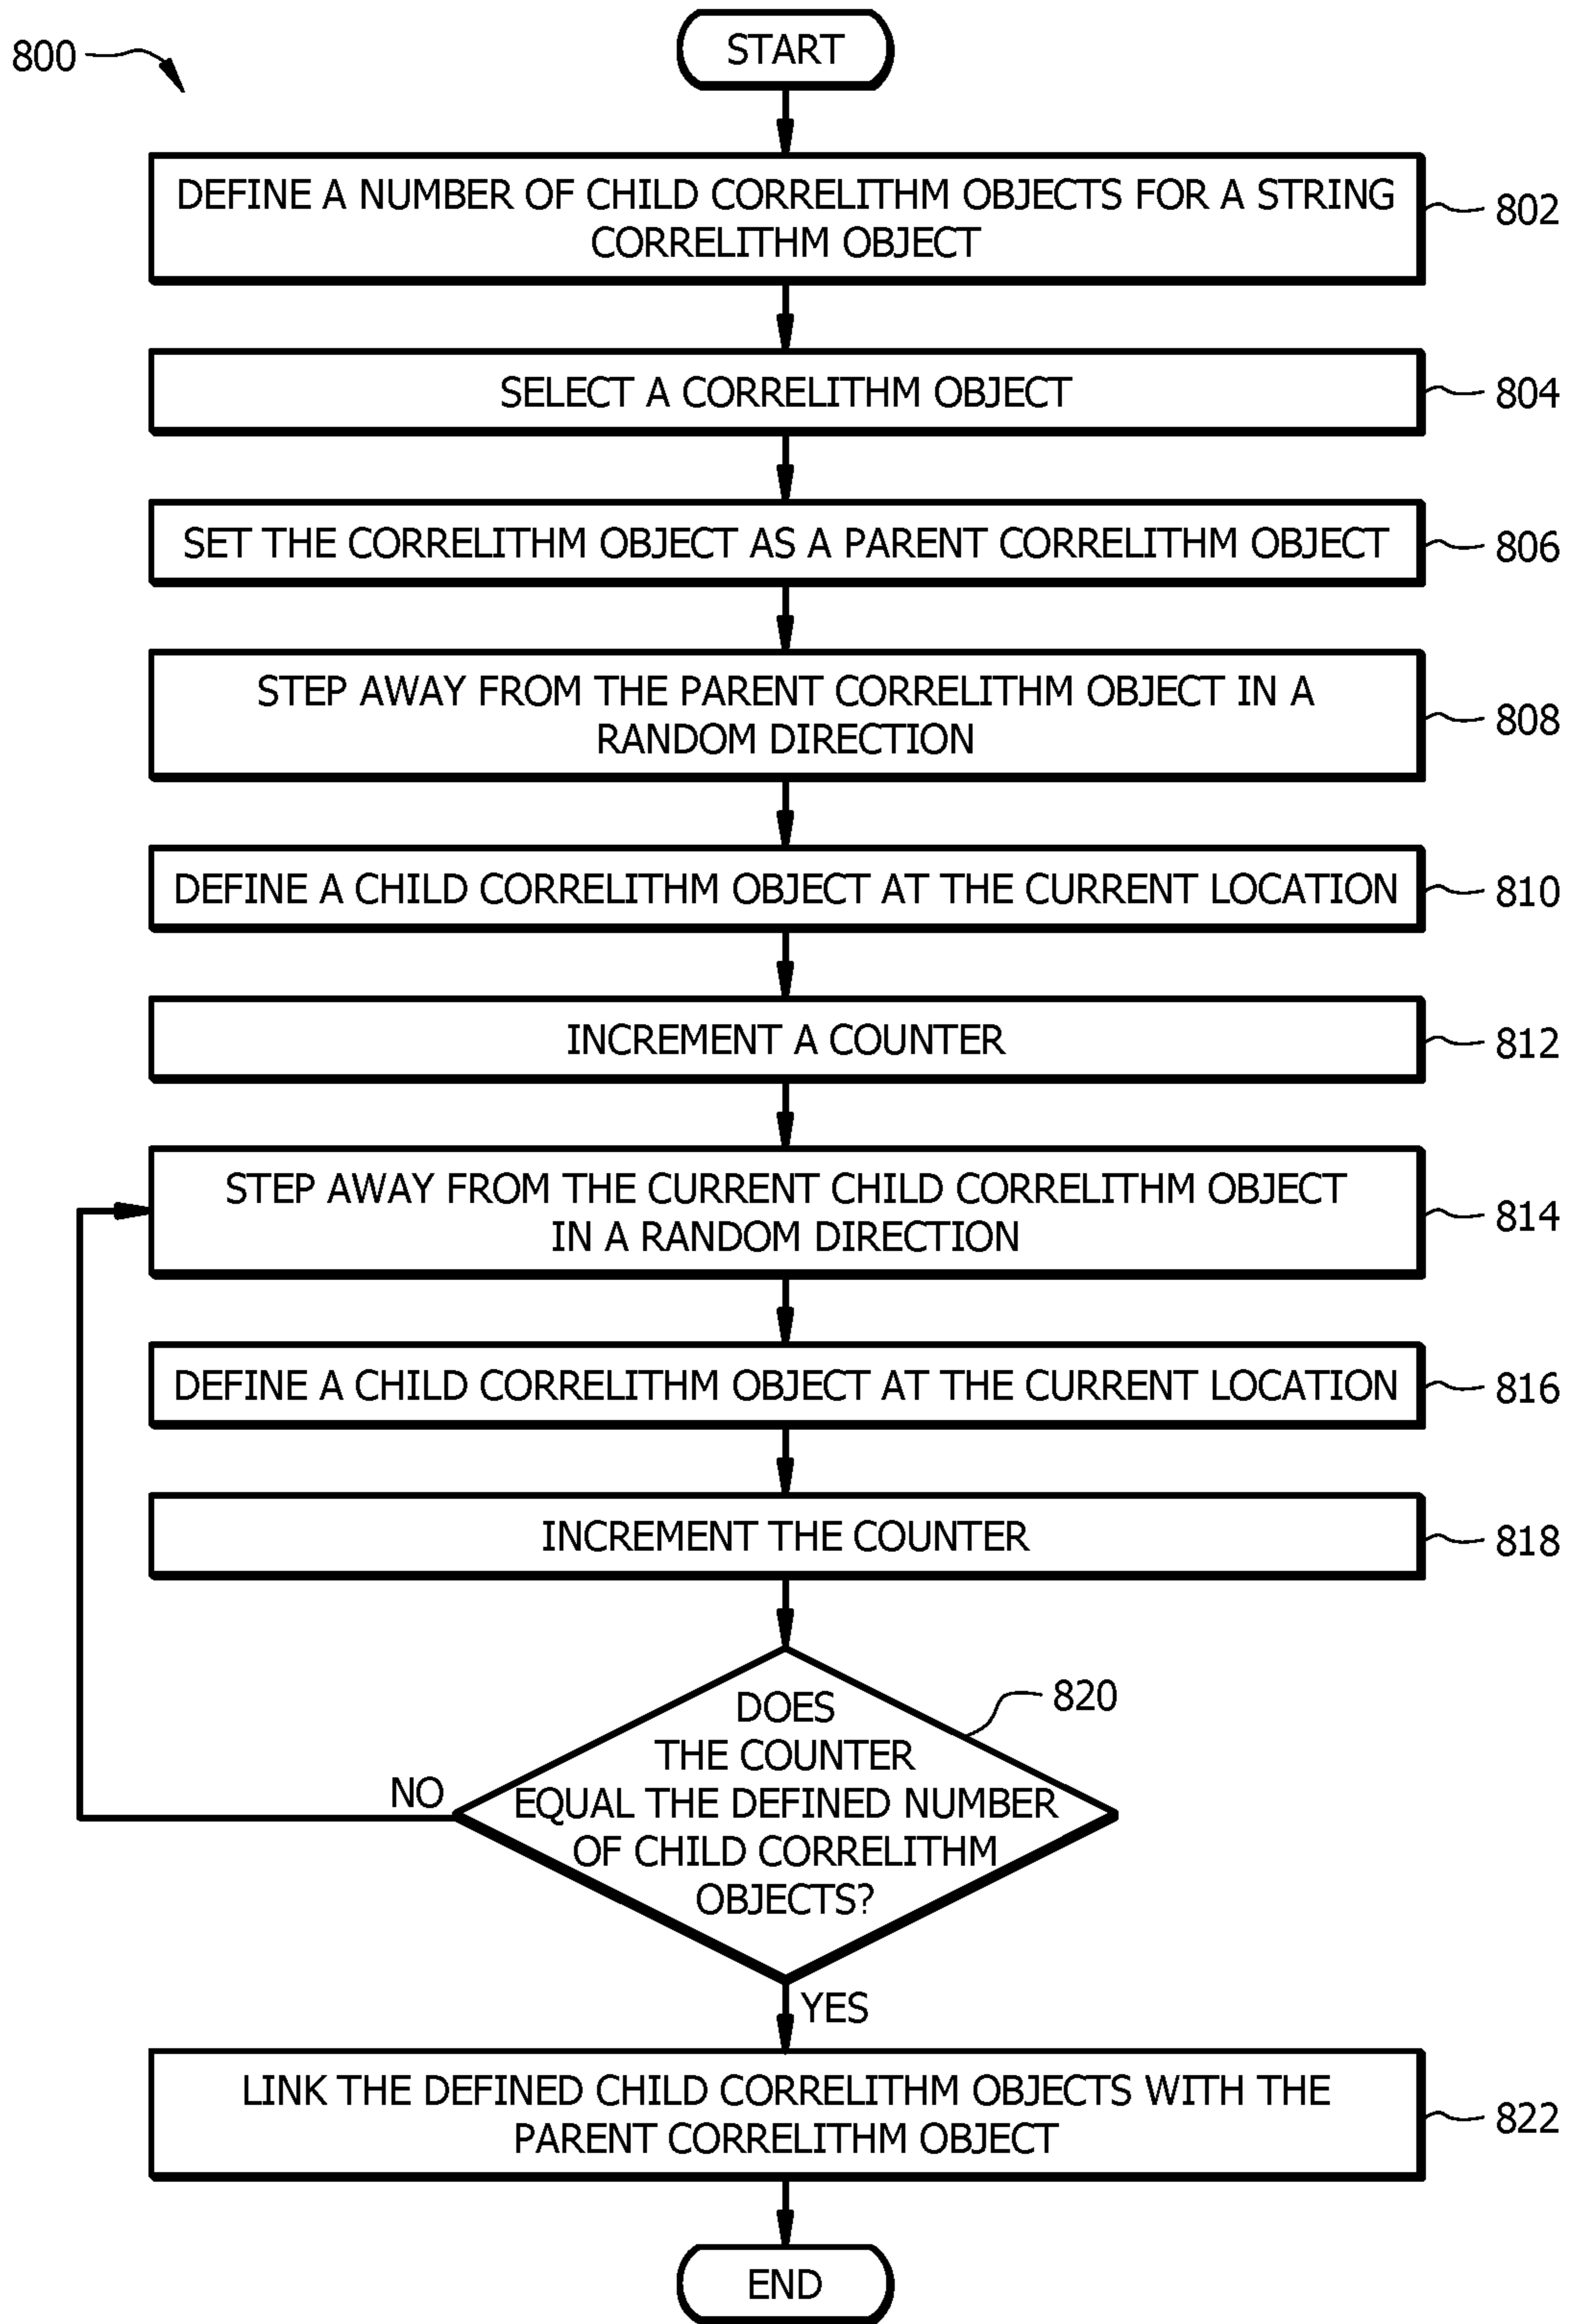 800
START
DEFINE A NUMBER OF CHILD CORRELITHM OBJECTS FOR A STRING
CORRELITHM OBJECT
802
SELECT A CORRELITHM OBJECT
804
SET THE CORRELITHM OBJECT AS A PARENT CORRELITHM OBJECT
806
STEP AWAY FROM THE PARENT CORRELITHM OBJECT IN A
RANDOM DIRECTION
808
DEFINE A CHILD CORRELITHM OBJECT AT THE CURRENT LOCATION
810
INCREMENT A COUNTER
812
STEP AWAY FROM THE CURRENT CHILD CORRELITHM OBJECT
IN A RANDOM DIRECTION
814
DEFINE A CHILD CORRELITHM OBJECT AT THE CURRENT LOCATION
816
INCREMENT THE COUNTER
818
DOES
THE COUNTER
EQUAL THE DEFINED NUMBER
OF CHILD CORRELITHM
OBJECTS?
820
NO
YES
LINK THE DEFINED CHILD CORRELITHM OBJECTS WITH THE
PARENT CORRELITHM OBJECT
822
END